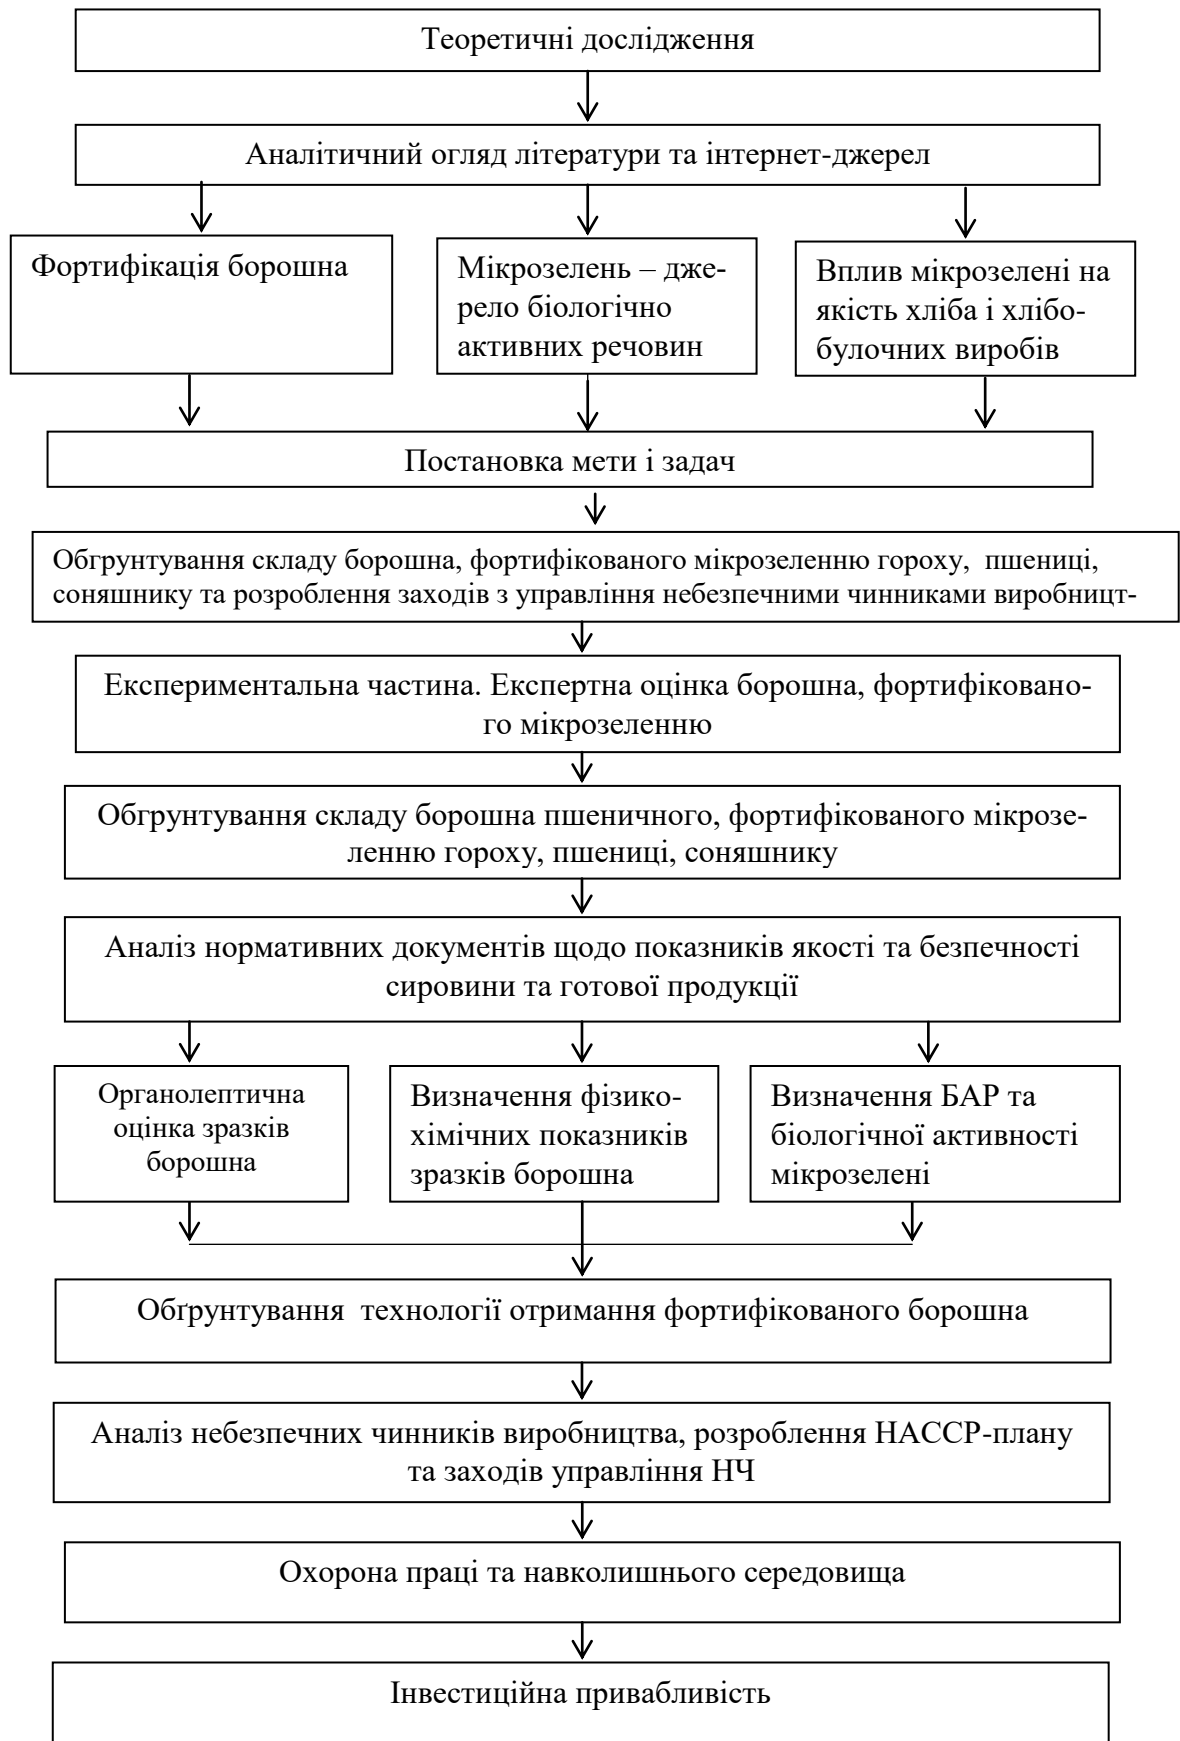 Теоретичні дослідження
Аналітичний огляд літератури та інтернет-джерел
Фортифікація борошна
Мікрозелень – дже-
рело біологічно
активних речовин
Вплив мікрозелені на
якість хліба і хлібо-
булочних виробів
Постановка мети і задач
Обгрунтування складу борошна, фортифікованого мікрозеленню гороху, пшениці,
соняшнику та розроблення заходів з управління небезпечними чинниками виробницт-
Експериментальна частина. Експертна оцінка борошна, фортифіковано-
го мікрозеленню
Обгрунтування складу борошна пшеничного, фортифікованого мікрозе-
ленню гороху, пшениці, соняшнику
Аналіз нормативних документів щодо показників якості та безпечності
сировини та готової продукції
Органолептична
оцінка зразків
борошна
Визначення фізико-
хімічних показників
зразків борошна
Визначення БАР та
біологічної активності
мікрозелені
Обґрунтування технології отримання фортифікованого борошна
Аналіз небезпечних чинників виробництва, розроблення НАССР-плану
та заходів управління НЧ
Охорона праці та навколишнього середовища
Інвестиційна привабливість